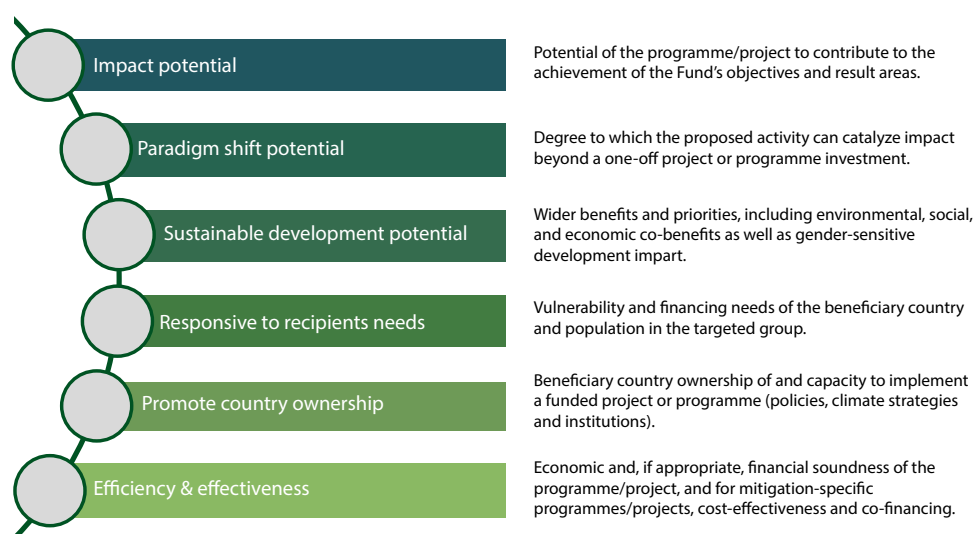 Impact potential
Potential of the programme/project to contribute to the
achievement of the Fund’s objectives and result areas.
Paradigm shift potential
Degree to which the proposed activity can catalyze impact
beyond a one-off project or programme investment.
Sustainable development potential
Wider benefits and priorities, including environmental, social,
and economic co-benefits as well as gender-sensitive
development impart.
Responsive to recipients needs
Vulnerability and financing needs of the beneficiary country
and population in the targeted group.
Promote country ownership
Beneficiary country ownership of and capacity to implement
a funded project or programme (policies, climate strategies
and institutions).
Efficiency & effectiveness
Economic and, if appropriate, financial soundness of the
programme/project, and for mitigation-specific
programmes/projects, cost-effectiveness and co-financing.